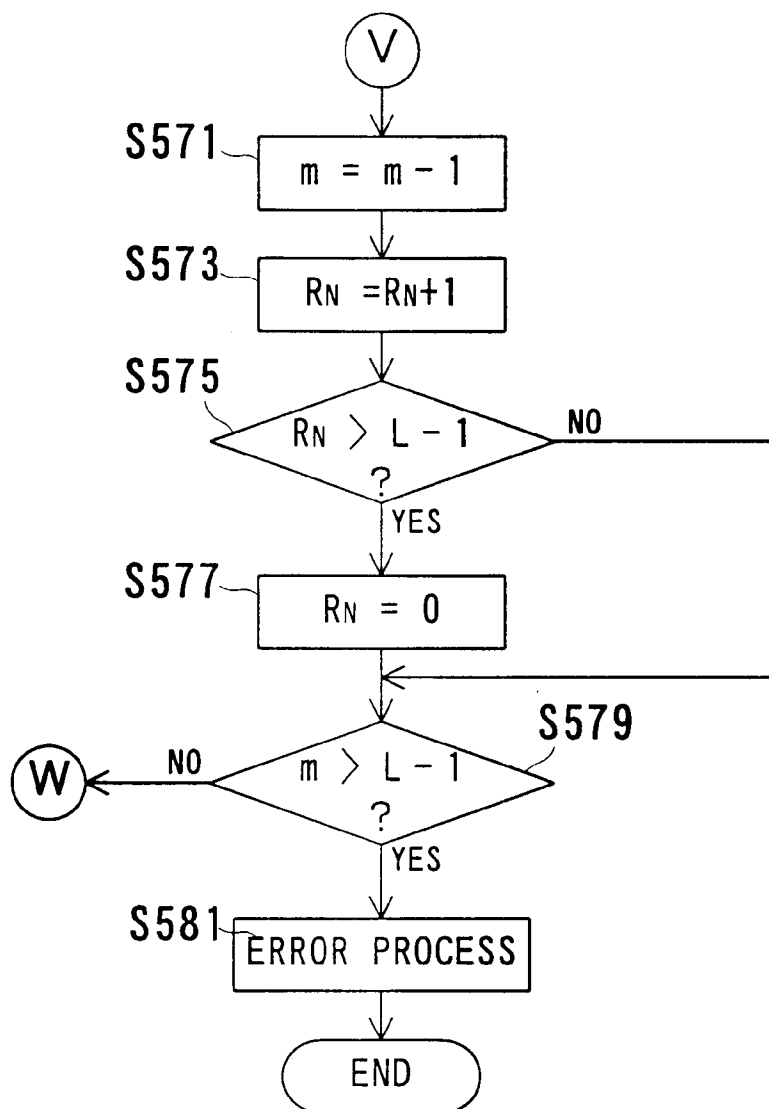 V
S571
m = m - 1
S573
RN =RN+1
S575
RN > L - 1
?
NO
YES
S577
RN = 0
S579
m > L - 1
?
NO
W
YES
S581
ERROR PROCESS
END